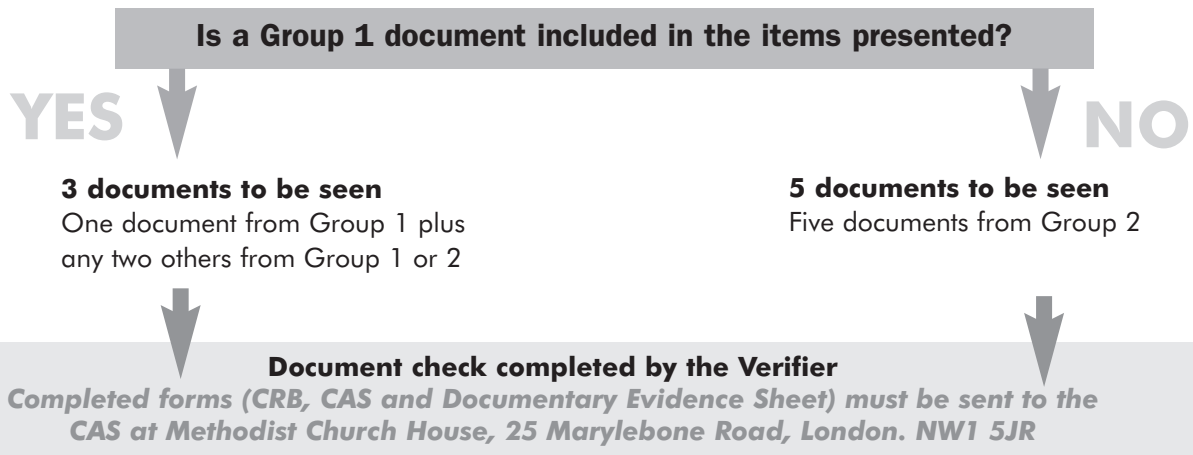 Is a Group 1 document included in the items presented?
YES
NO
3 documents to be seen
One document from Group 1 plus
any two others from Group 1 or 2
5 documents to be seen
Five documents from Group 2
Document check completed by the Verifier
Completed forms (CRB, CAS and Documentary Evidence Sheet) must be sent to the
CAS at Methodist Church House, 25 Marylebone Road, London. NW1 5JR